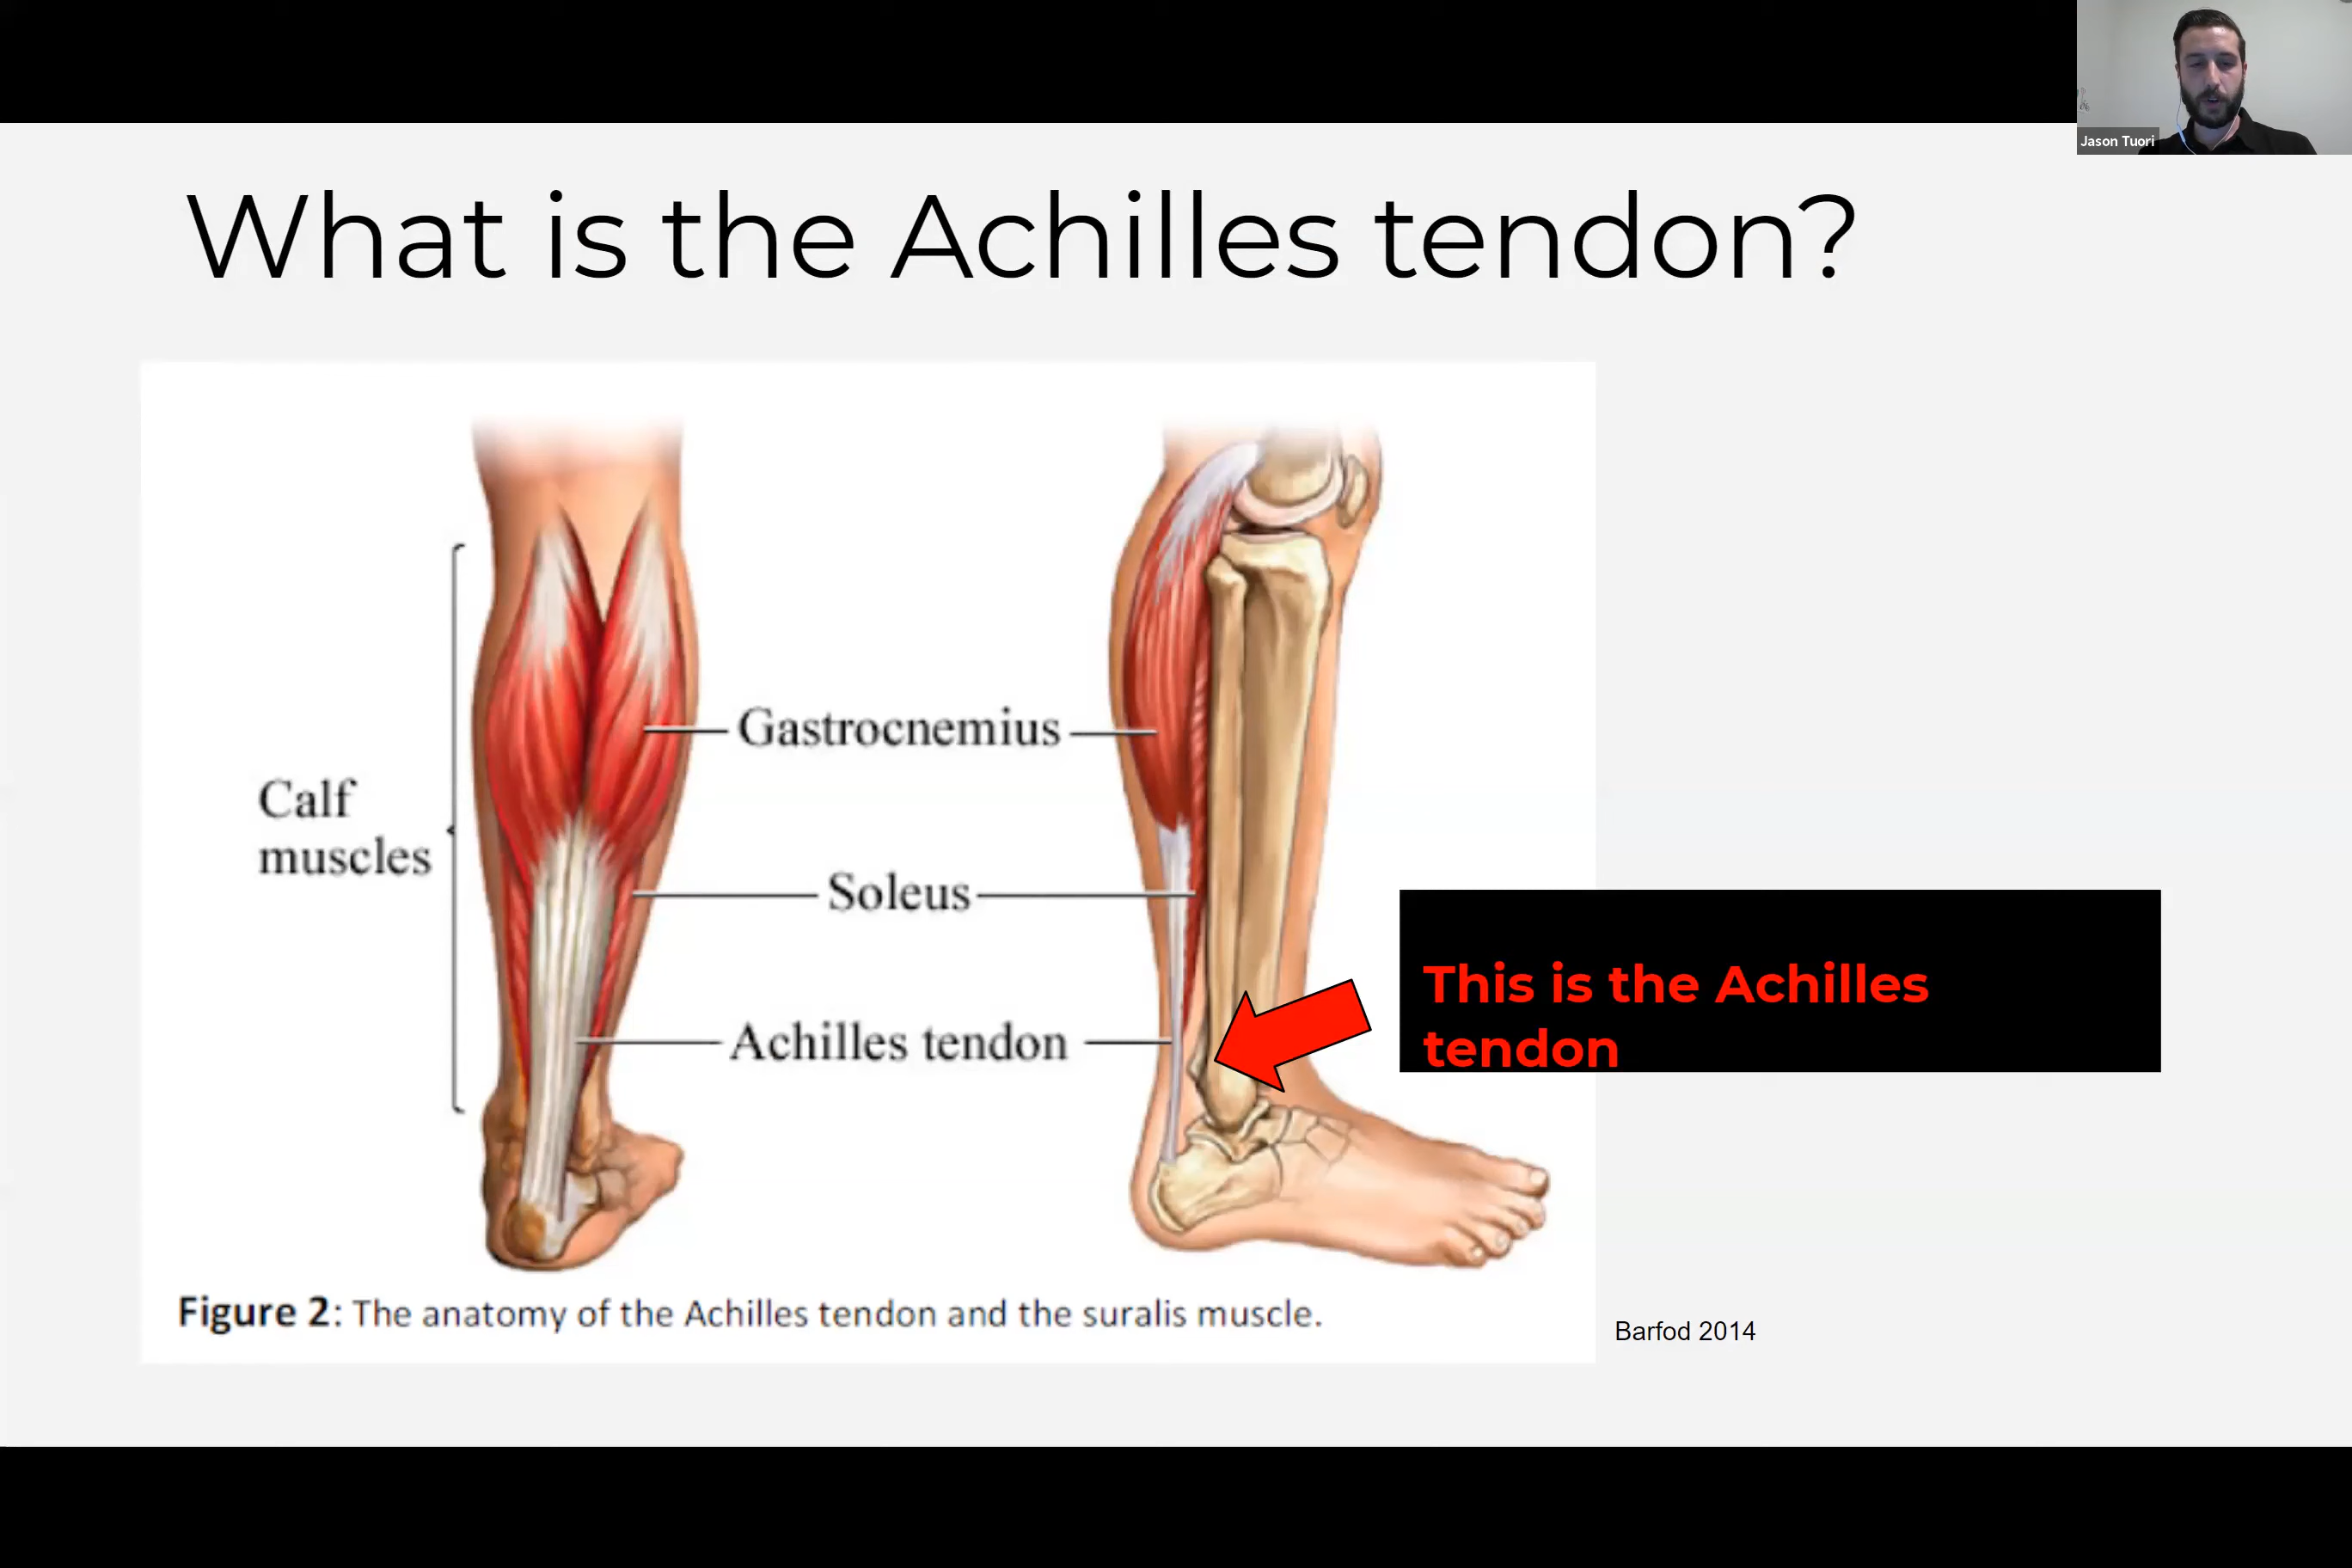 Jason Tuori
What is the Achilles tendon?
Gastrocnemius
Calf
muscles
Soleus
This is the Achilles
tendon
Achilles tendon
Figure 2: The anatomy of the Achilles tendon and the suralis muscle.
Barfod 2014